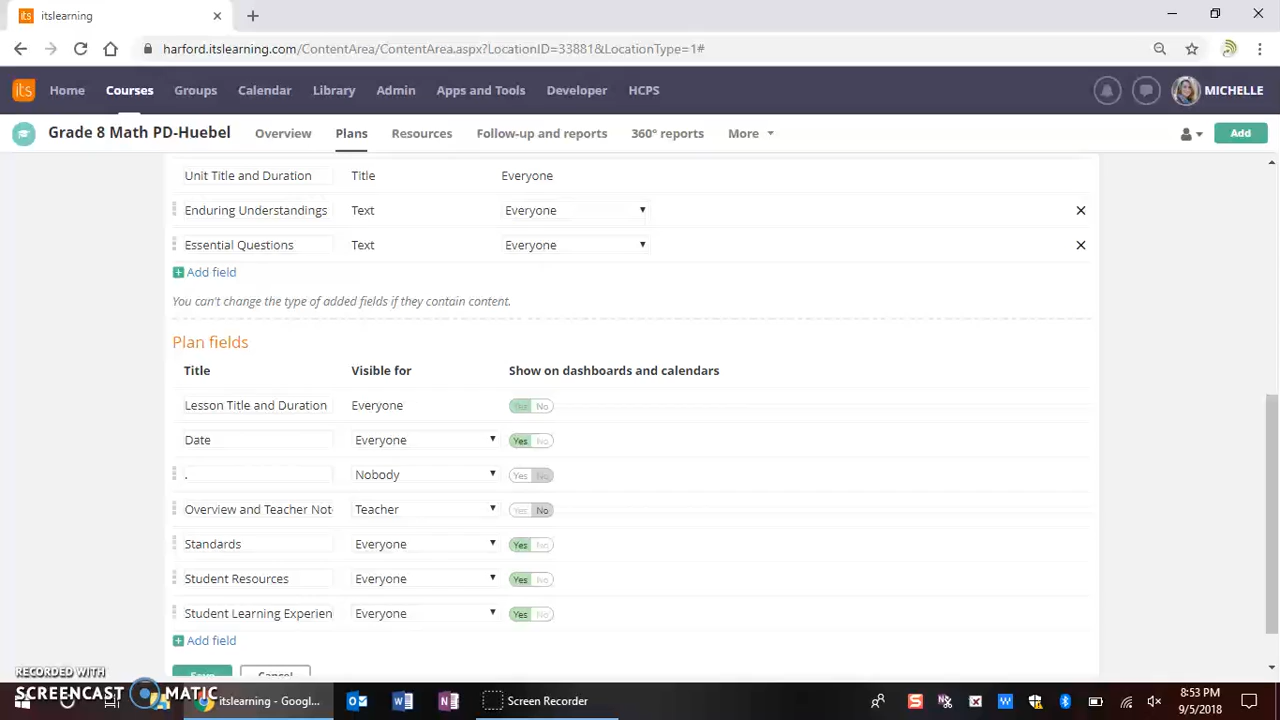 its itslearning
harford.itslearning.com/ContentArea/ContentArea.aspx?LocationID=33881&LocationType=1#
its Home Courses Groups Calendar Library Admin Apps and Tools Developer HCPS MICHELLE
Grade 8 Math PD-Huebel Overview Plans Resources Follow-up and reports 360° reports More Add
Unit Title and Duration Title Everyone
Enduring Understandings Text Everyone
Essential Questions Text Everyone
Add field
You can't change the type of added fields if they contain content.
Plan fields
Title Visible for Show on dashboards and calendars
Lesson Title and Duration Everyone Yes No
Date Everyone Yes No
. Nobody Yes No
Overview and Teacher Not Teacher Yes No
Standards Everyone Yes No
Student Resources Everyone Yes No
Student Learning Experien Everyone Yes No
Add field
Save Cancel
RECORDED WITH
SCREENCAST MATIC
itslearning - Googl... Screen Recorder
8:53 PM
9/5/2018